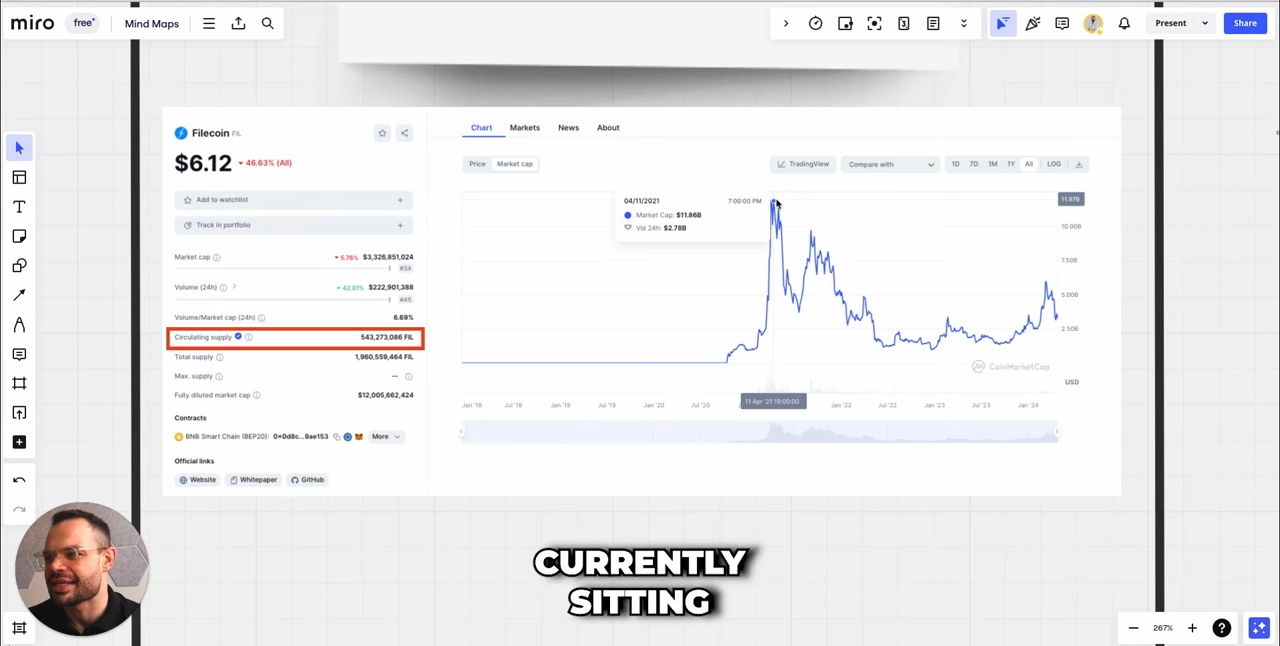 miro free Mind Maps 3 Present Share
Filecoin FIL
$6.12 46.63% (All)
Add to watchlist +
Track in portfolio +
Market cap 5.76% $3,326,851,024
#34
Volume (24h) 42.01% $222,901,388
#45
Volume/Market cap (24h) 6.69%
Circulating supply 543,273,086 FIL
Total supply 1,960,559,464 FIL
Max. supply --
Fully diluted market cap $12,005,662,424
Contracts
BNB Smart Chain (BEP20): 0x0d8c...9ae153 More
Official links
Website Whitepaper GitHub
Chart Markets News About
Price Market cap TradingView Compare with 1D 7D 1M 1Y All LOG
04/11/2021 7:00:00 PM
Market Cap: $11.86B
Vol 24h: $2.78B
11.97B
10.00B
7.50B
5.00B
2.50B
CoinMarketCap
USD
Jan '18 Jul '18 Jan '19 Jul '19 Jan '20 Jul '20 11 Apr '21 19:00:00 Jan '22 Jul '22 Jan '23 Jul '23 Jan '24
CURRENTLY
SITTING
267%